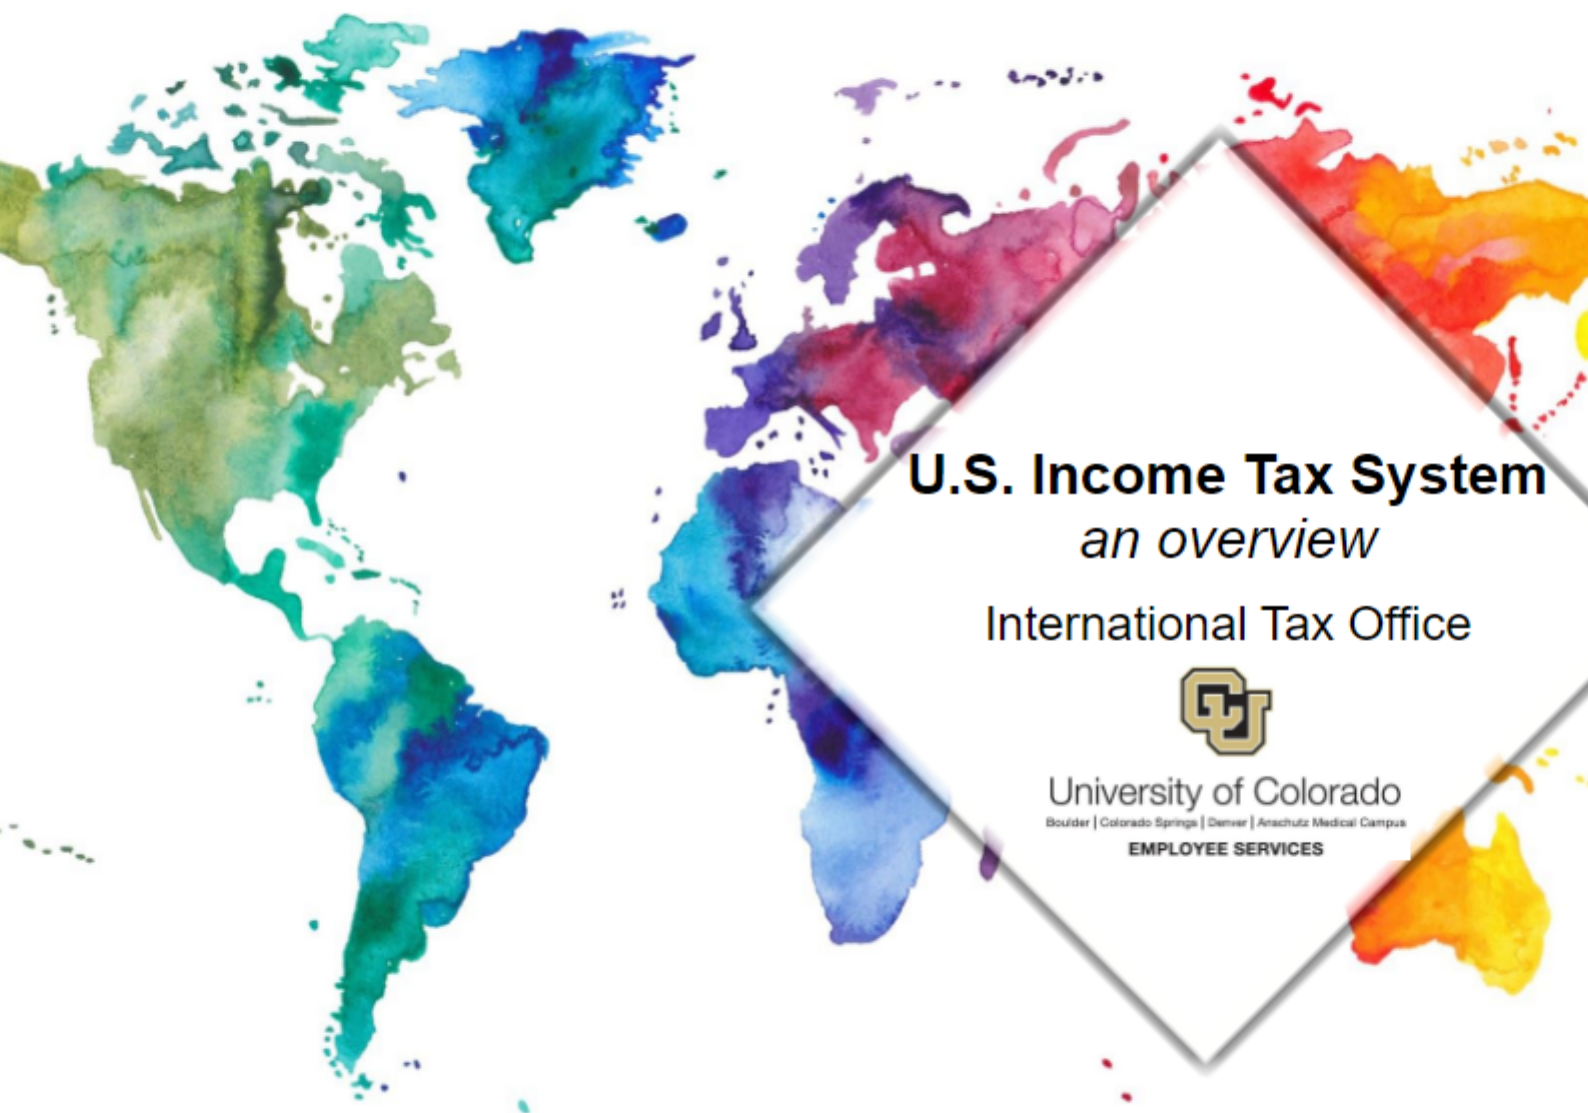 U.S. Income Tax System
an overview
International Tax Office
CU
University of Colorado
Boulder | Colorado Springs | Denver | Anschutz Medical Campus
EMPLOYEE SERVICES